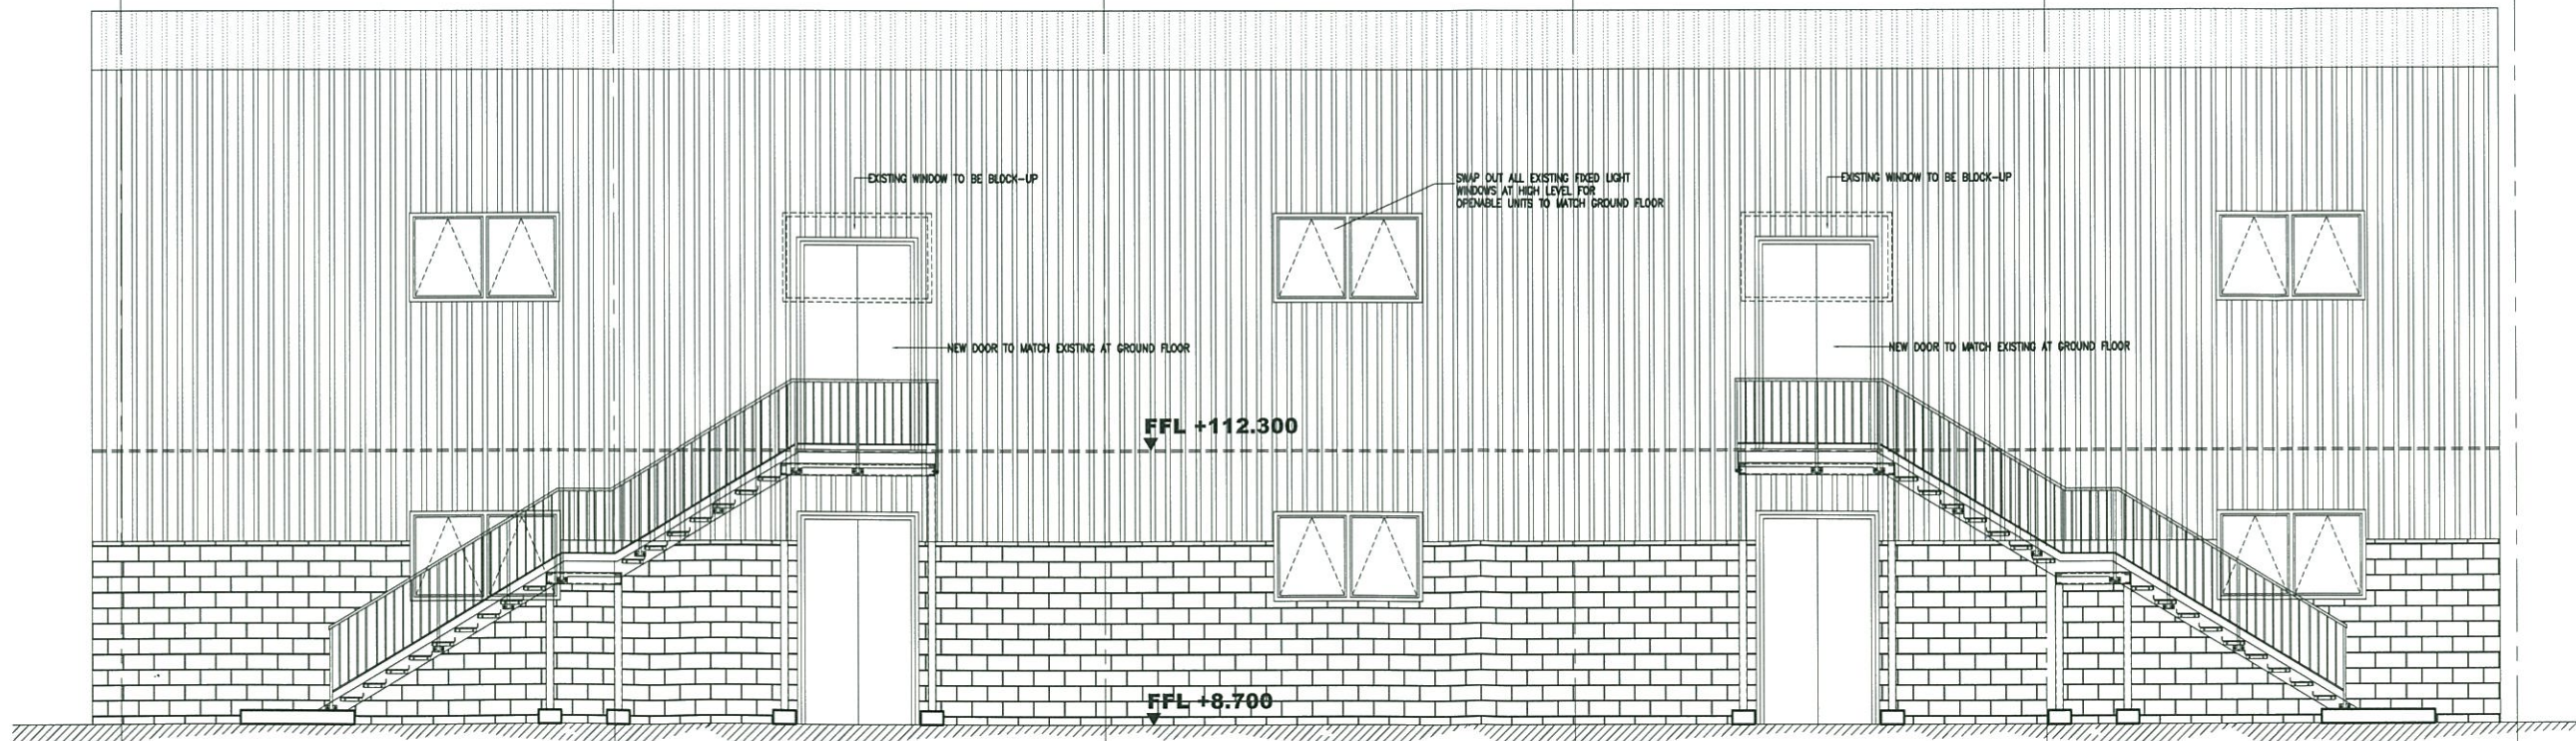 EXISTING WINDOW TO BE BLOCK-UP
SWAP OUT ALL EXISTING FIXED LIGHT
WINDOWS AT HIGH LEVEL FOR
OPENABLE UNITS TO MATCH GROUND FLOOR
EXISTING WINDOW TO BE BLOCK-UP
NEW DOOR TO MATCH EXISTING AT GROUND FLOOR
NEW DOOR TO MATCH EXISTING AT GROUND FLOOR
FFL +112.300
FFL +8.700